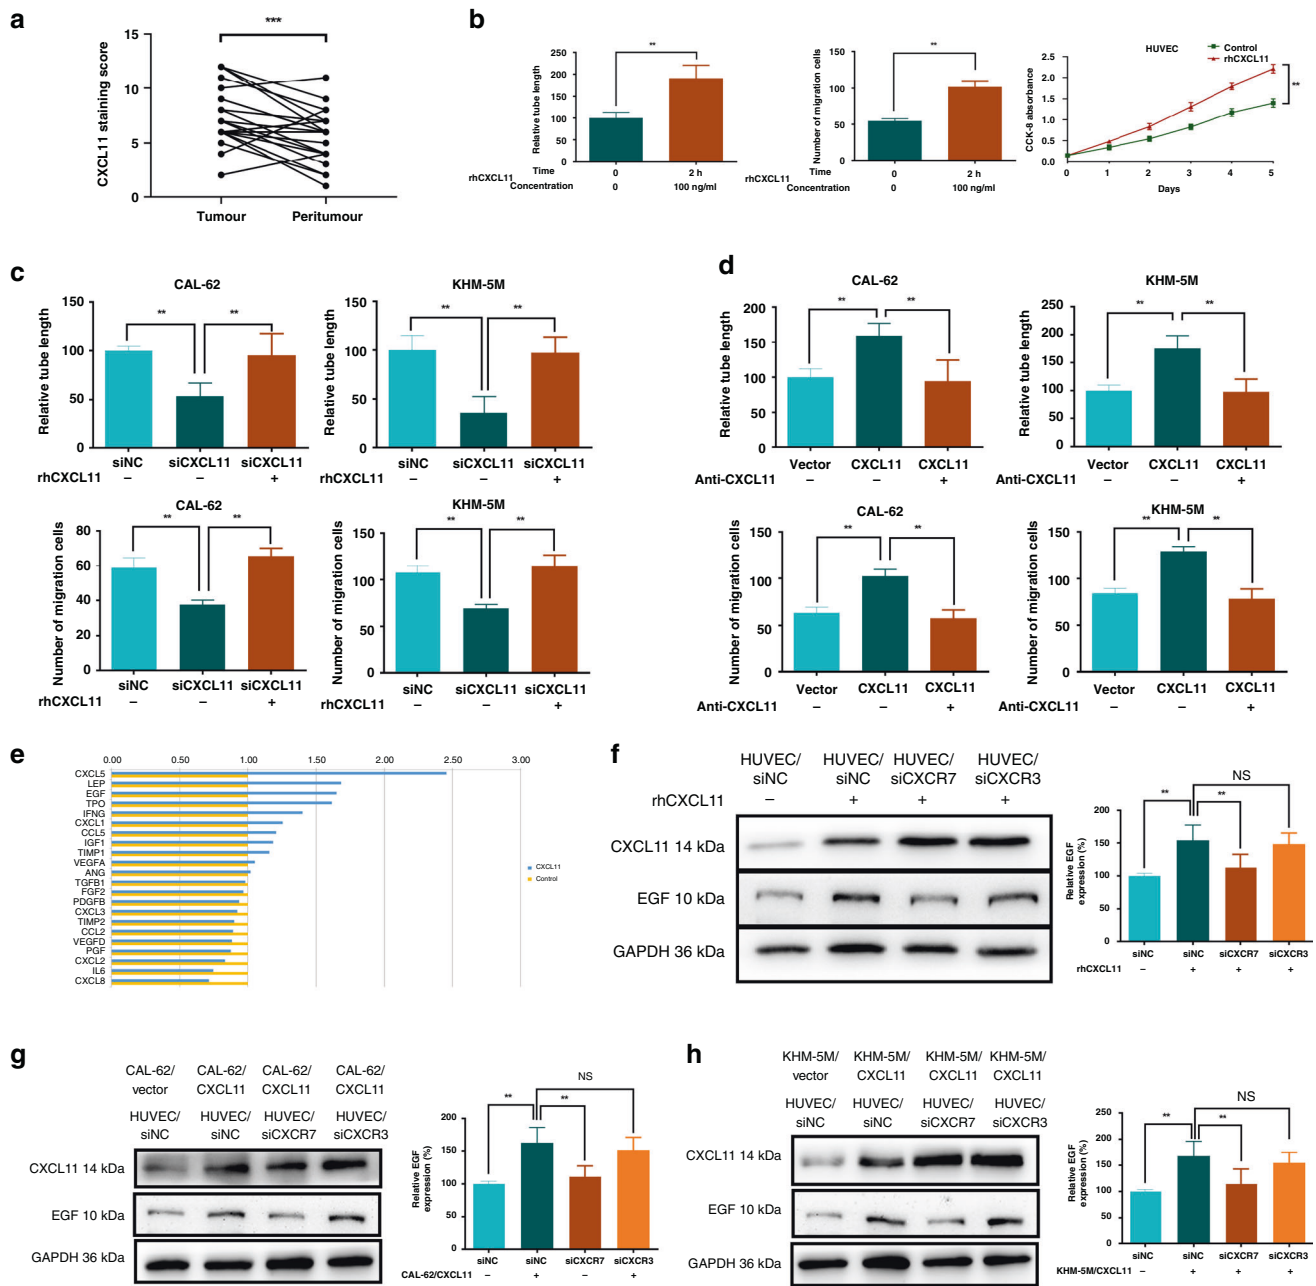 a
***
15
10
5
0
CXCL11 staining score
Tumour Peritumour
b
**
250
200
150
100
50
0
Relative tube length
Time 0 2 h
rhCXCL11
Concentration 0 100 ng/ml
**
150
100
50
0
Number of migration cells
Time 0 2 h
rhCXCL11
Concentration 0 100 ng/ml
HUVEC
Control
rhCXCL11
2.5
2.0
1.5
1.0
0.5
0.0
CCK-8 absorbance
**
0 1 2 3 4 5
Days
c
CAL-62
150
100
50
0
Relative tube length
** **
siNC siCXCL11 siCXCL11
rhCXCL11 – – +
KHM-5M
150
100
50
0
Relative tube length
** **
siNC siCXCL11 siCXCL11
– – +
CAL-62
80
60
40
20
0
Number of migration cells
** **
siNC siCXCL11 siCXCL11
rhCXCL11 – – +
KHM-5M
150
100
50
0
Number of migration cells
** **
siNC siCXCL11 siCXCL11
rhCXCL11 – – +
d
CAL-62
200
150
100
50
0
Relative tube length
** **
Vector CXCL11 CXCL11
Anti-CXCL11 – – +
KHM-5M
250
200
150
100
50
0
Relative tube length
** **
Vector CXCL11 CXCL11
Anti-CXCL11 – – +
CAL-62
150
100
50
0
Number of migration cells
** **
Vector CXCL11 CXCL11
Anti-CXCL11 – – +
KHM-5M
150
100
50
0
Number of migration cells
** **
Vector CXCL11 CXCL11
Anti-CXCL11 – – +
e
0.00 0.50 1.00 1.50 2.00 2.50 3.00
CXCL5
LEP
EGF
TPO
IFNG
CXCL1
CCL5
IGF1
TIMP1
VEGFA
ANG
TGFB1
FGF2
PDGFB
CXCL3
TIMP2
CCL2
VEGFD
PGF
CXCL2
IL6
CXCL8
CXCL11
Control
f
HUVEC/ HUVEC/ HUVEC/ HUVEC/
siNC siNC siCXCR7 siCXCR3
rhCXCL11 – + + +
CXCL11 14 kDa
EGF 10 kDa
GAPDH 36 kDa
NS
** **
200
150
100
50
0
Relative EGF
expression (%)
siNC siNC siCXCR7 siCXCR3
rhCXCL11 – + + +
g
CAL-62/ CAL-62/ CAL-62/ CAL-62/
vector CXCL11 CXCL11 CXCL11
HUVEC/ HUVEC/ HUVEC/ HUVEC/
siNC siNC siCXCR7 siCXCR3
CXCL11 14 kDa
EGF 10 kDa
GAPDH 36 kDa
NS
** **
200
150
100
50
0
Relative EGF
expression (%)
siNC siNC siCXCR7 siCXCR3
CAL-62/CXCL11 – + – +
h
KHM-5M/ KHM-5M/ KHM-5M/ KHM-5M/
vector CXCL11 CXCL11 CXCL11
HUVEC/ HUVEC/ HUVEC/ HUVEC/
siNC siNC siCXCR7 siCXCR3
CXCL11 14 kDa
EGF 10 kDa
GAPDH 36 kDa
NS
** **
250
200
150
100
50
0
Relative EGF
expression (%)
siNC siNC siCXCR7 siCXCR3
KHM-5M/CXCL11 – + + +